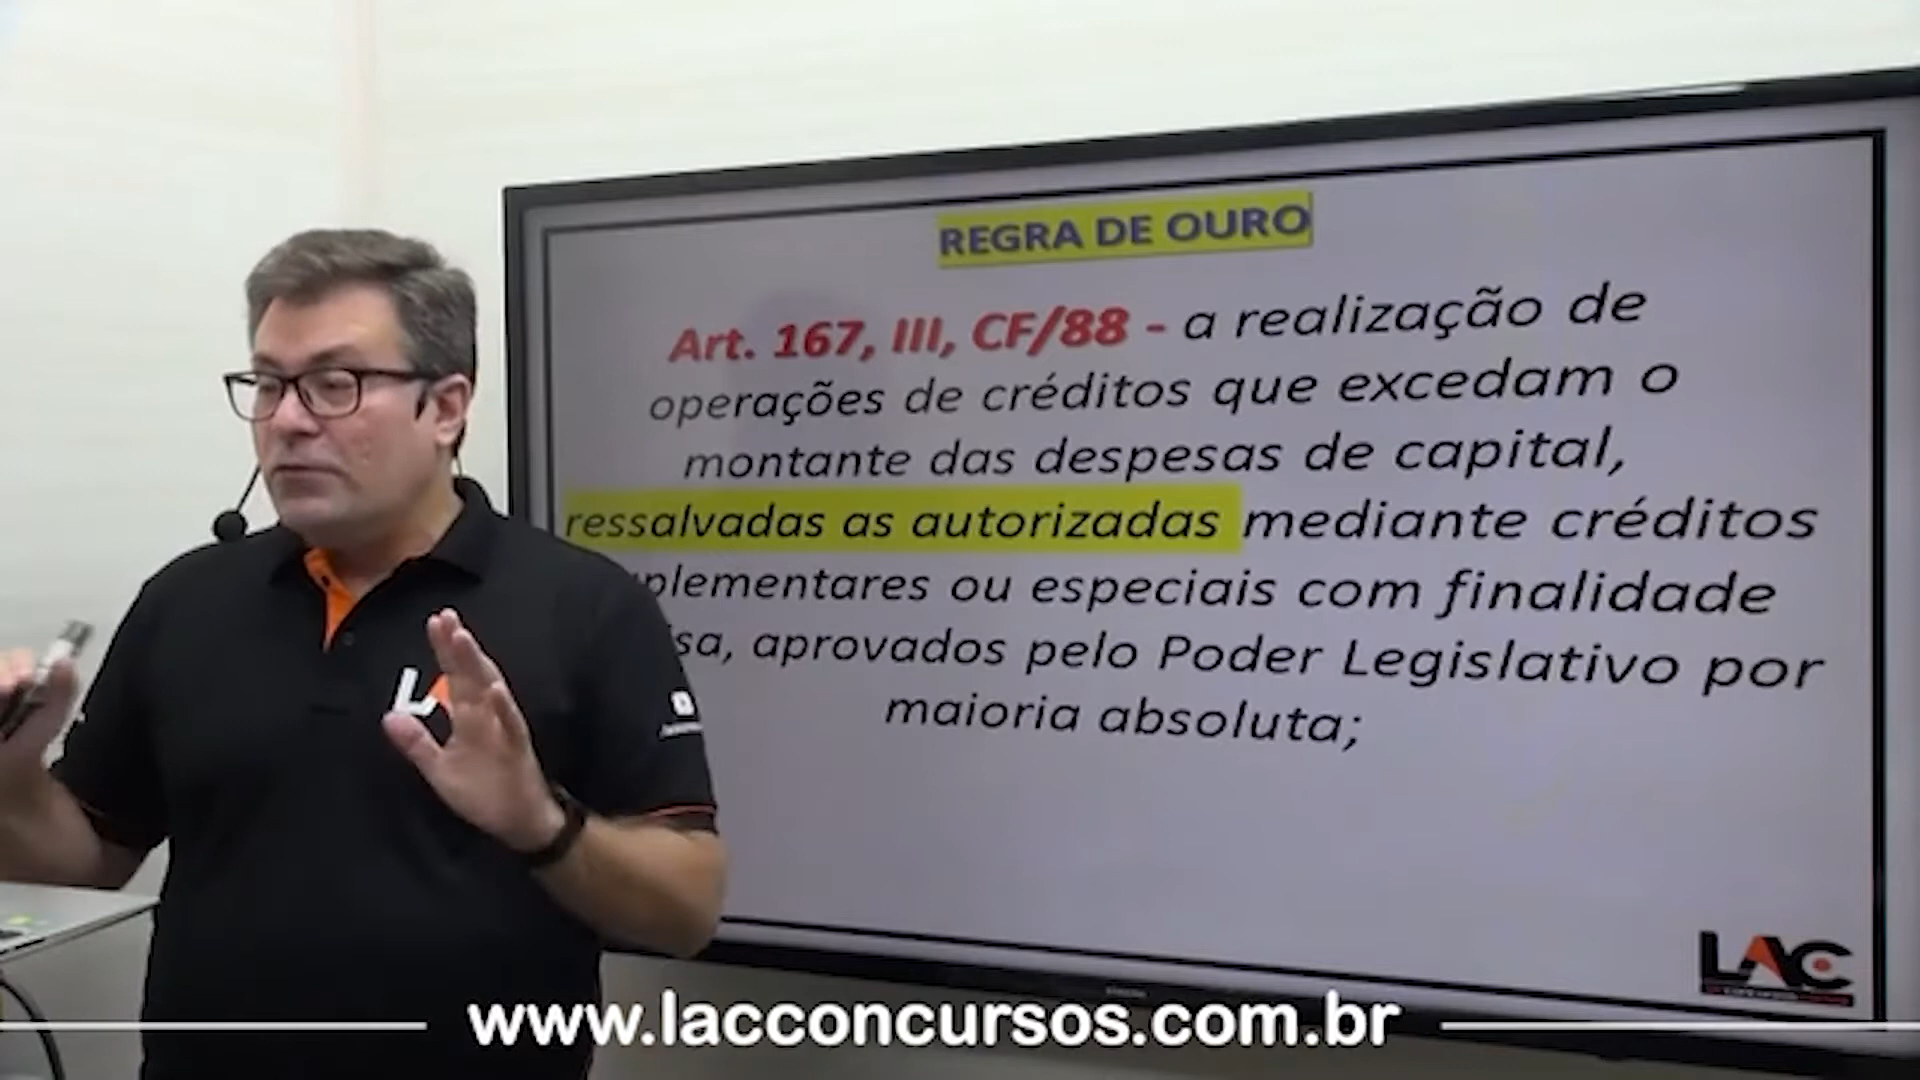 REGRA DE OURO
Art. 167, III, CF/88 - a realização de
operações de créditos que excedam o
montante das despesas de capital,
ressalvadas as autorizadas mediante créditos
plementares ou especiais com finalidade
sa, aprovados pelo Poder Legislativo por
maioria absoluta;
LA
LAC
www.lacconcursos.com.br